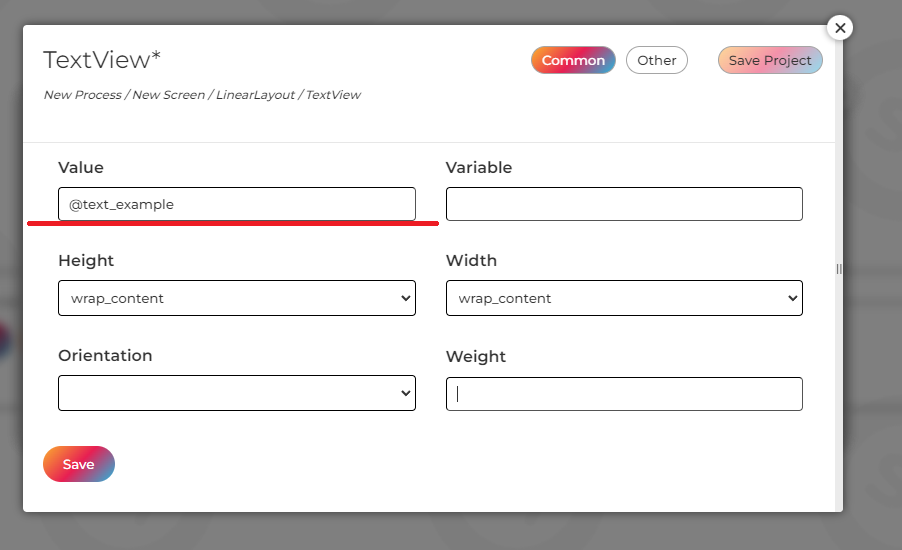 TextView*
Common
Other
Save Project
New Process / New Screen / LinearLayout / TextView
Value
Variable
@text_example
Height
Width
wrap_content
wrap_content
Orientation
Weight
Save